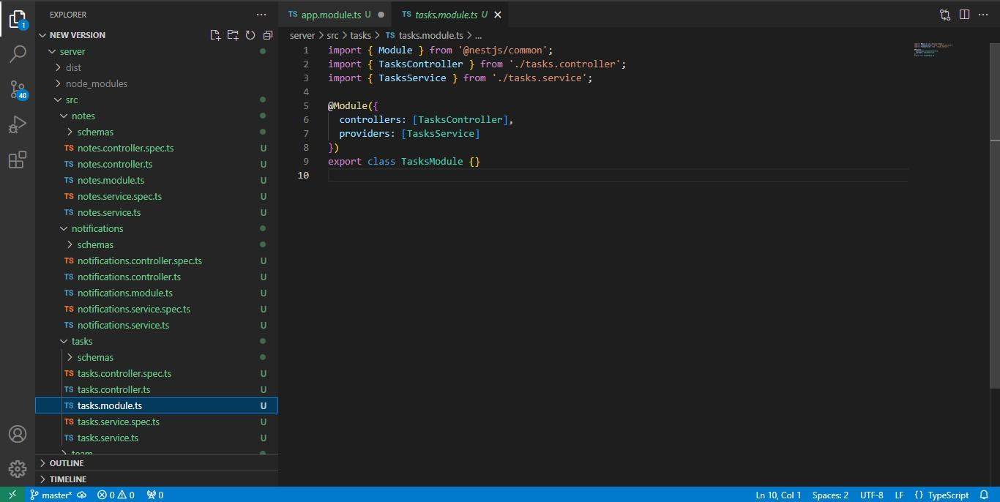 EXPLORER ...
NEW VERSION
server
dist
node_modules
src
notes
schemas
TS notes.controller.spec.ts U
TS notes.controller.ts U
TS notes.module.ts U
TS notes.service.spec.ts U
TS notes.service.ts U
notifications
schemas
TS notifications.controller.spec.ts U
TS notifications.controller.ts U
TS notifications.module.ts U
TS notifications.service.spec.ts U
TS notifications.service.ts U
tasks
schemas
TS tasks.controller.spec.ts U
TS tasks.controller.ts U
TS tasks.module.ts U
TS tasks.service.spec.ts U
TS tasks.service.ts U
team
OUTLINE
TIMELINE
1
40
TS app.module.ts U ● TS tasks.module.ts U ×
server > src > tasks > TS tasks.module.ts > ...
1 import { Module } from '@nestjs/common';
2 import { TasksController } from './tasks.controller';
3 import { TasksService } from './tasks.service';
4
5 @Module({
6   controllers: [TasksController],
7   providers: [TasksService]
8 })
9 export class TasksModule {}
10
master* 0 0 0 Ln 10, Col 1 Spaces: 2 UTF-8 LF {} TypeScript